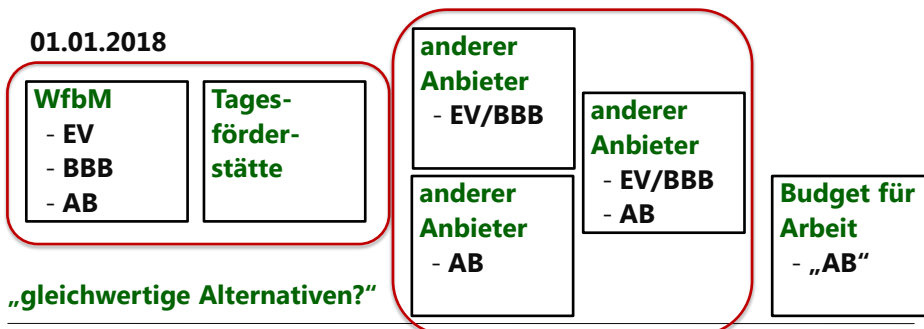 01.01.2018
WfbM
- EV
- BBB
- AB
Tages-
förder-
stätte
anderer
Anbieter
- EV/BBB
anderer
Anbieter
- AB
anderer
Anbieter
- EV/BBB
- AB
Budget für
Arbeit
- „AB“
„gleichwertige Alternativen?“